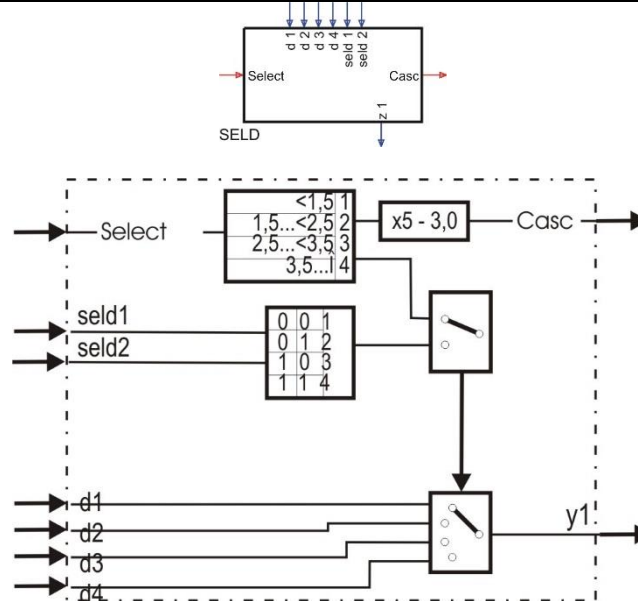 d 1
d 2
d 3
d 4
seld 1
seld 2
Select
Casc
z 1
SELD
Select
<1,5 1
1,5...<2,5 2
2,5...<3,5 3
3,5...Í 4
x5 - 3,0
Casc
seld1
seld2
0 0 1
0 1 2
1 0 3
1 1 4
d1
d2
d3
d4
y1